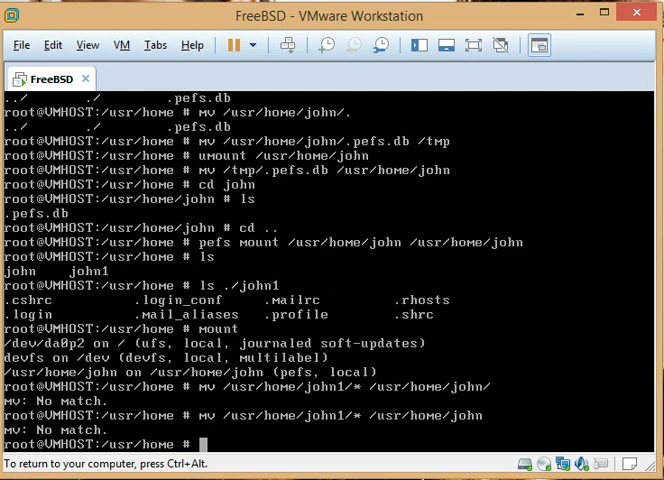 FreeBSD - VMware Workstation
File Edit View VM Tabs Help
FreeBSD
../ ./ .pefs.db
root@VMHOST:/usr/home # mv /usr/home/john/.
../ ./ .pefs.db
root@VMHOST:/usr/home # mv /usr/home/john/.pefs.db /tmp
root@VMHOST:/usr/home # umount /usr/home/john
root@VMHOST:/usr/home # mv /tmp/.pefs.db /usr/home/john
root@VMHOST:/usr/home # cd john
root@VMHOST:/usr/home/john # ls
.pefs.db
root@VMHOST:/usr/home/john # cd ..
root@VMHOST:/usr/home # pefs mount /usr/home/john /usr/home/john
root@VMHOST:/usr/home # ls
john john1
root@VMHOST:/usr/home # ls ./john1
.cshrc .login_conf .mailrc .rhosts
.login .mail_aliases .profile .shrc
root@VMHOST:/usr/home # mount
/dev/da0p2 on / (ufs, local, journaled soft-updates)
devfs on /dev (devfs, local, multilabel)
/usr/home/john on /usr/home/john (pefs, local)
root@VMHOST:/usr/home # mv /usr/home/john1/* /usr/home/john/
mv: No match.
root@VMHOST:/usr/home # mv /usr/home/john1/* /usr/home/john
mv: No match.
root@VMHOST:/usr/home #
To return to your computer, press Ctrl+Alt.